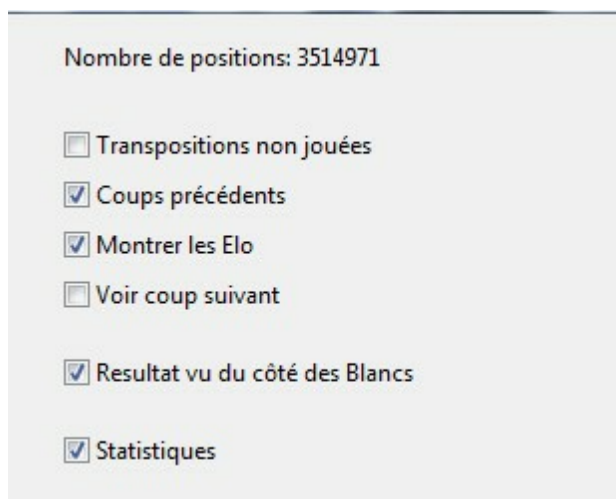 Nombre de positions: 3514971
Transpositions non jouées
Coups précédents
Montrer les Elo
Voir coup suivant
Resultat vu du côté des Blancs
Statistiques